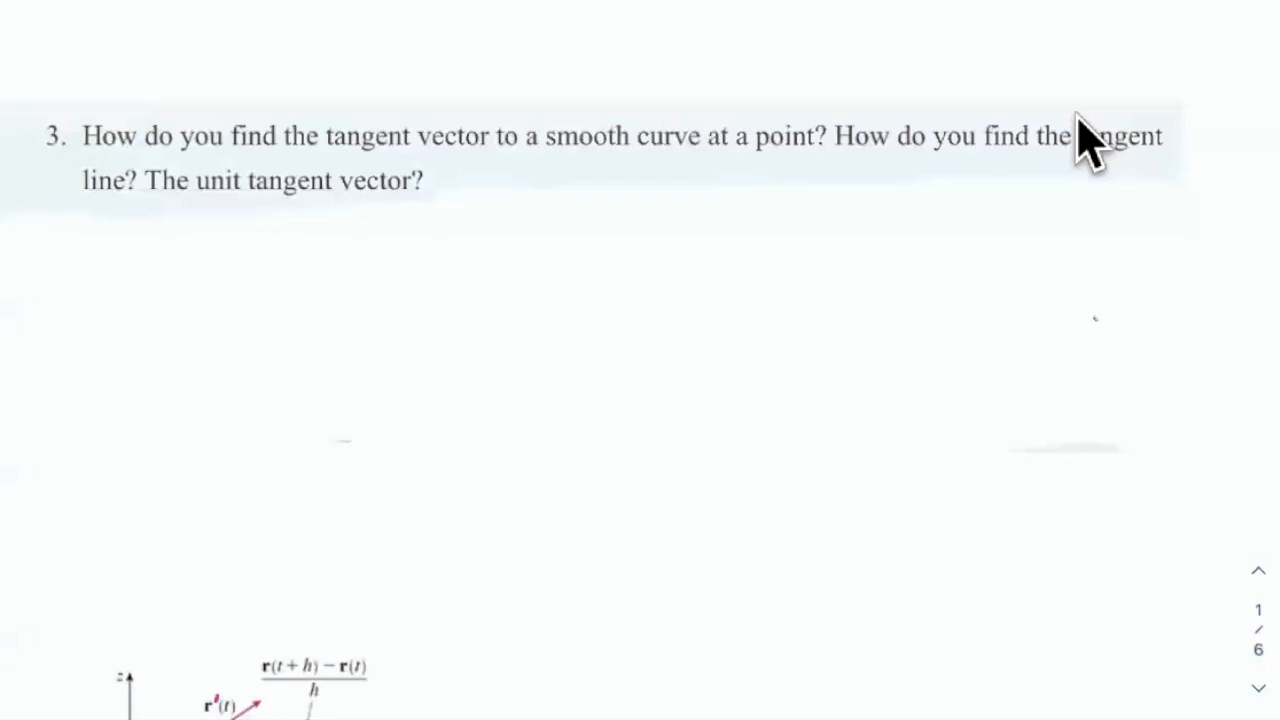 3. How do you find the tangent vector to a smooth curve at a point? How do you find the tangent
line? The unit tangent vector?
1
/
6
r(t + h) − r(t)
h
z
r'(t)